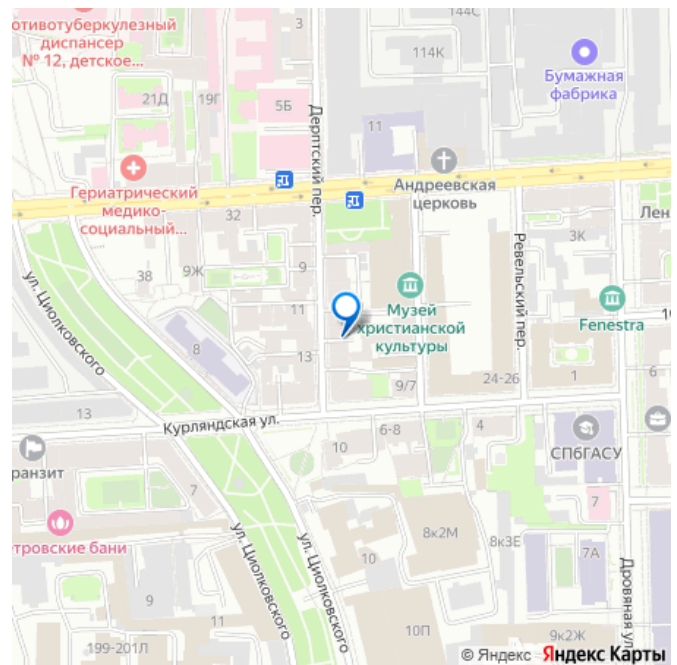 отивотуберкулезный
диспансер
№ 12, детское...
3
144С
114К
Бумажная
фабрика
21Д
19Г
5Б
Дерптский пер.
11
Гериатрический
медико-
социальный...
Андреевская
церковь
32
38
9Ж
9
Ревельский пер.
3К
Лен
ул. Циолковского
11
Музей
христианской
культуры
Fenestra
10
8
13
9/7
24-26
1
6
13
Курляндская ул.
10
6-8
4
СПбГАСУ
ранзит
7
7
етровские бани
8к2М
8к3Е
7А
ул. Циолковского
ул. Циолковского
10
Дровяная ул.
9
11
10П
199-201Л
9к2Ж
© Яндекс Яндекс Карты